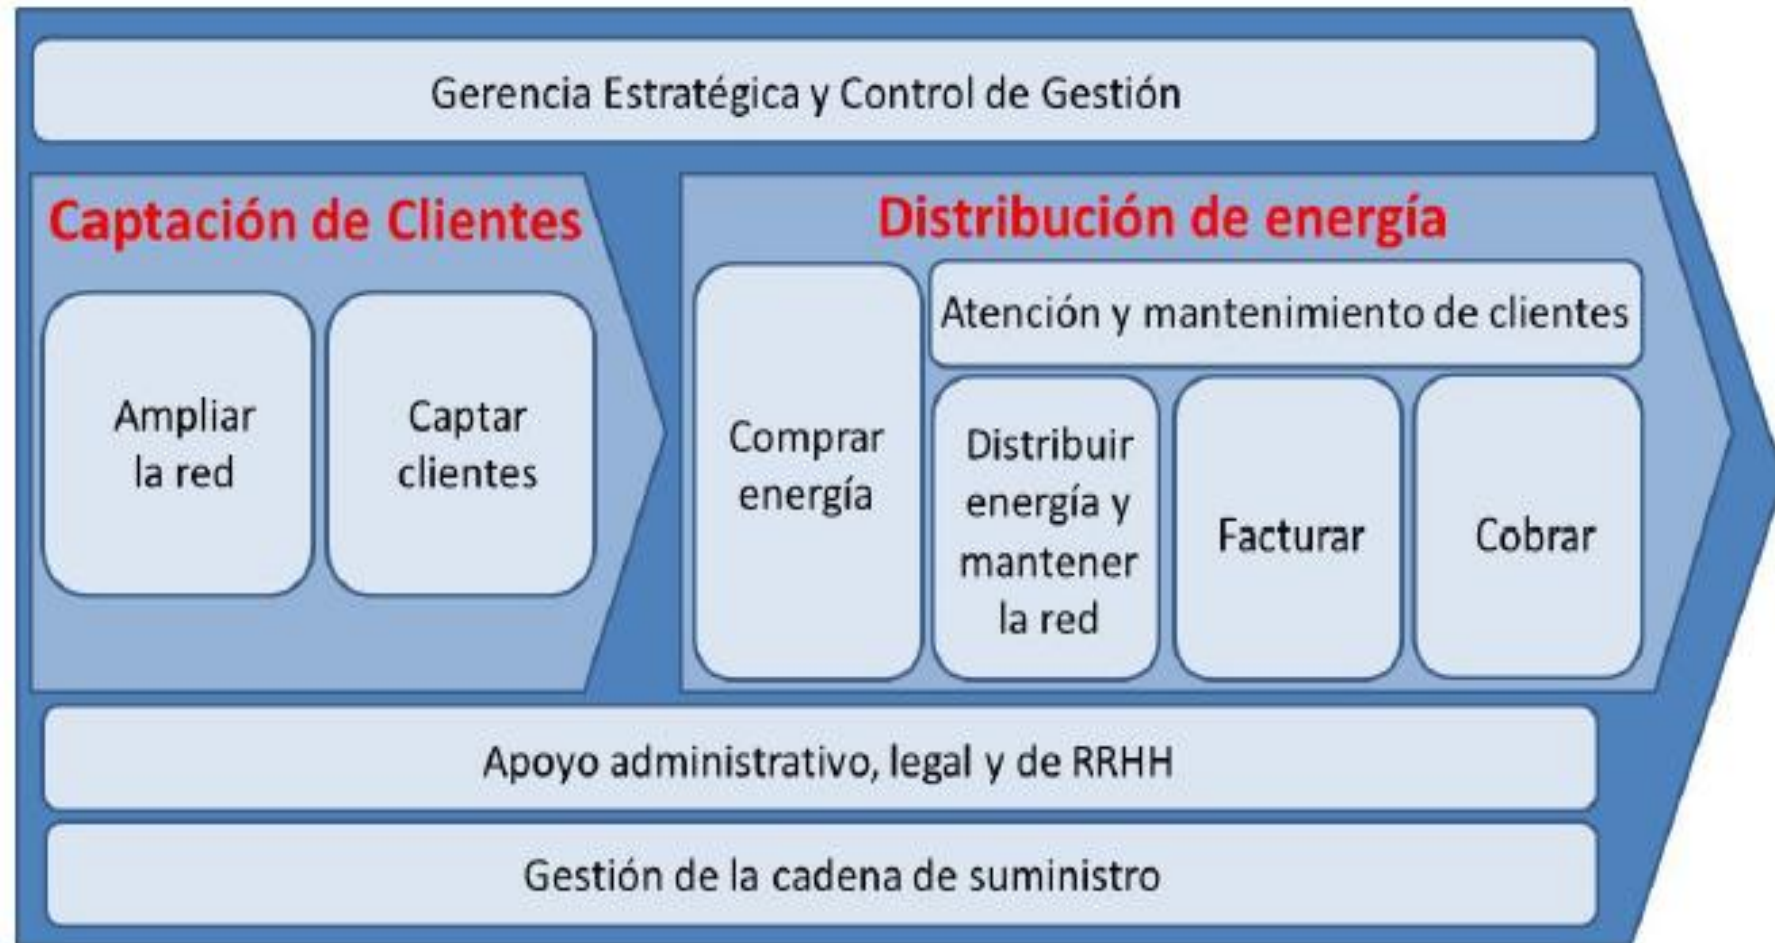 Gerencia Estratégica y Control de Gestión
Captación de Clientes
Ampliar
la red
Captar
clientes
Distribución de energía
Comprar
energía
Atención y mantenimiento de clientes
Distribuir
energía y
mantener
la red
Facturar
Cobrar
Apoyo administrativo, legal y de RRHH
Gestión de la cadena de suministro